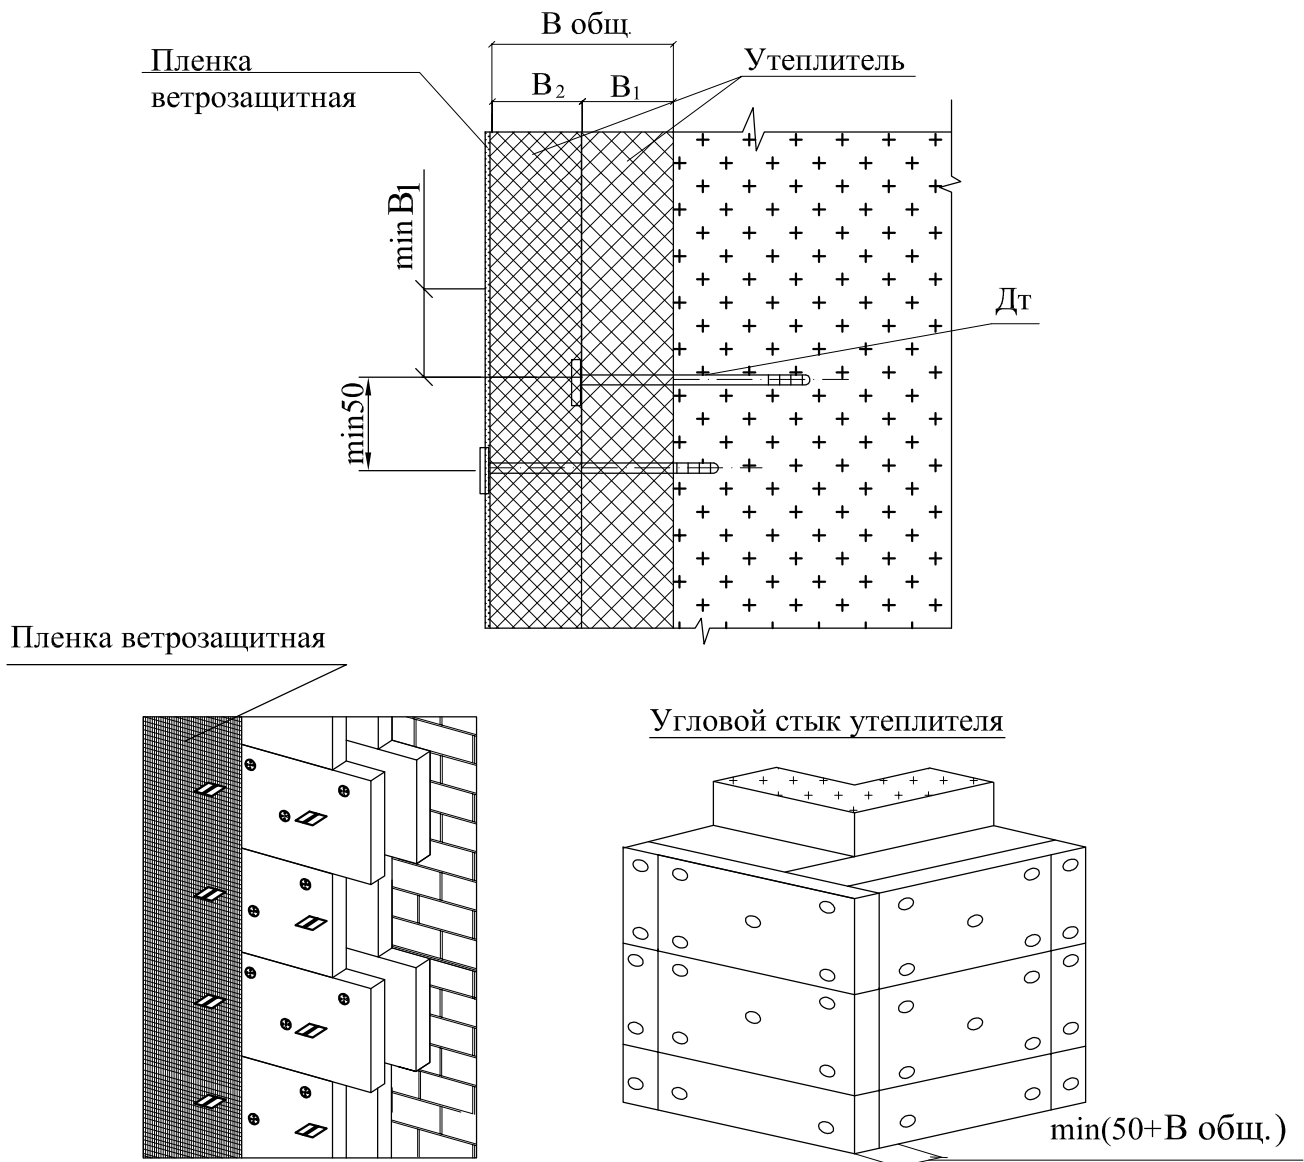 В общ.
Пленка
ветрозащитная
Утеплитель
В2
В1
min В1
Дт
min50
Пленка ветрозащитная
Угловой стык утеплителя
min(50+В общ.)